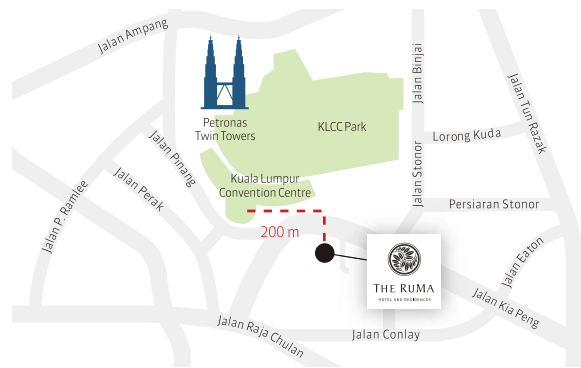 Jalan Ampang
Jalan Binjai
Petronas
Twin Towers
KLCC Park
Jalan Tun Razak
Lorong Kuda
Jalan Pinang
Jalan Stonor
Kuala Lumpur
Convention Centre
Jalan Perak
Jalan P. Ramlee
Persiaran Stonor
200 m
Jalan Eaton
THE RUMA
HOTEL AND RESIDENCES
Jalan Kia Peng
Jalan Raja Chulan
Jalan Conlay